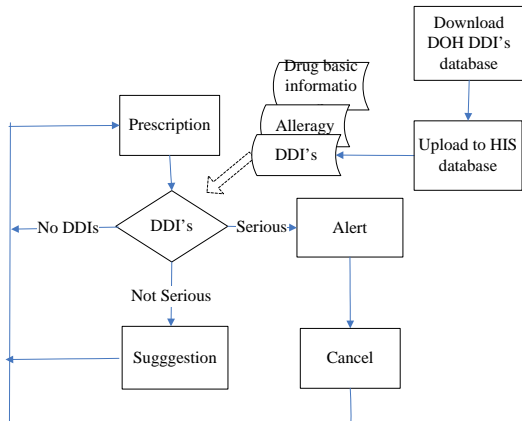 Download
DOH DDI's
database
Drug basic
informatio
Prescription
Alleragy
DDI's
Upload to HIS
database
No DDIs
DDI's
Serious
Alert
Not Serious
Sugggestion
Cancel